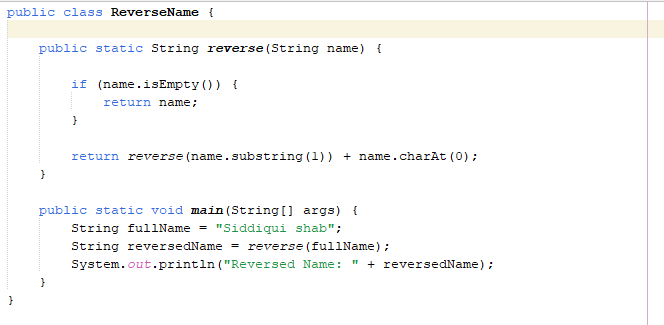 public class ReverseName {
public static String reverse(String name) {
if (name.isEmpty()) {
return name;
}
return reverse(name.substring(1)) + name.charAt(0);
}
public static void main(String[] args) {
String fullName = "Siddiqui shab";
String reversedName = reverse(fullName);
System.out.println("Reversed Name: " + reversedName);
}
}